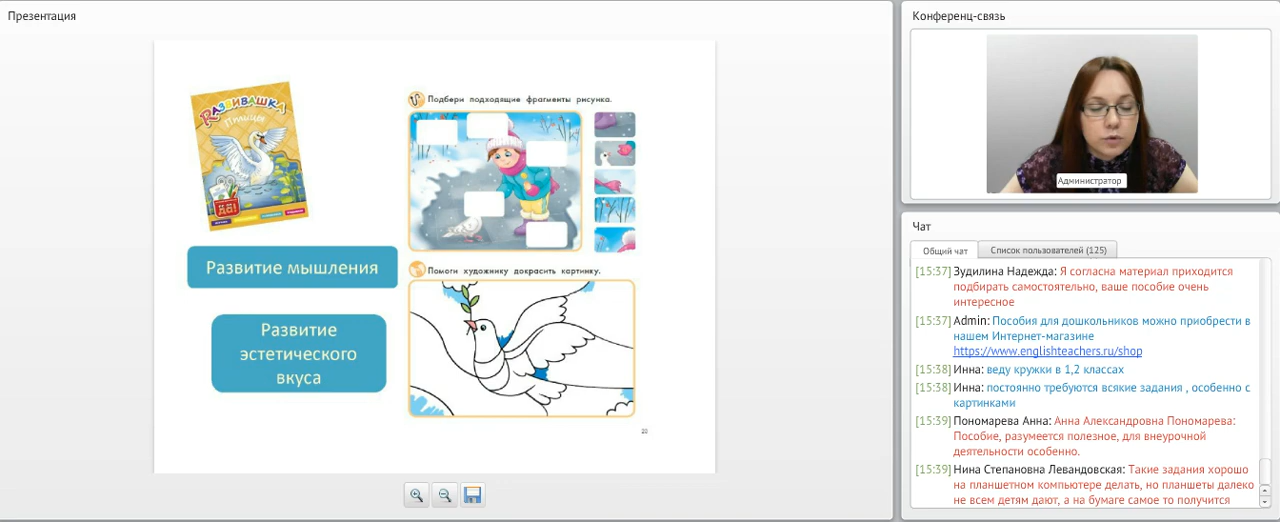 Презентация
РАЗВИВАШКА
Птицы
Развитие мышления
Развитие
эстетического
вкуса
Подбери подходящие фрагменты рисунка.
Помоги художнику докрасить картинку.
20
Конференц-связь
Администратор
Чат
Общий чат
Список пользователей (125)
[15:37] Зудилина Надежда: Я согласна материал приходится
подбирать самостоятельно, ваше пособие очень
интересное
[15:37] Admin: Пособия для дошкольников можно приобрести в
нашем Интернет-магазине
https://www.englishteachers.ru/shop
[15:38] Инна: веду кружки в 1,2 классах
[15:38] Инна: постоянно требуются всякие задания , особенно с
картинками
[15:39] Пономарева Анна: Анна Александровна Пономарева:
Пособие, разумеется полезное, для внеурочной
деятельности особенно.
[15:39] Нина Степановна Левандовская: Такие задания хорошо
на планшетном компьютере делать, но планшеты далеко
не всем детям дают, а на бумаге самое то получится